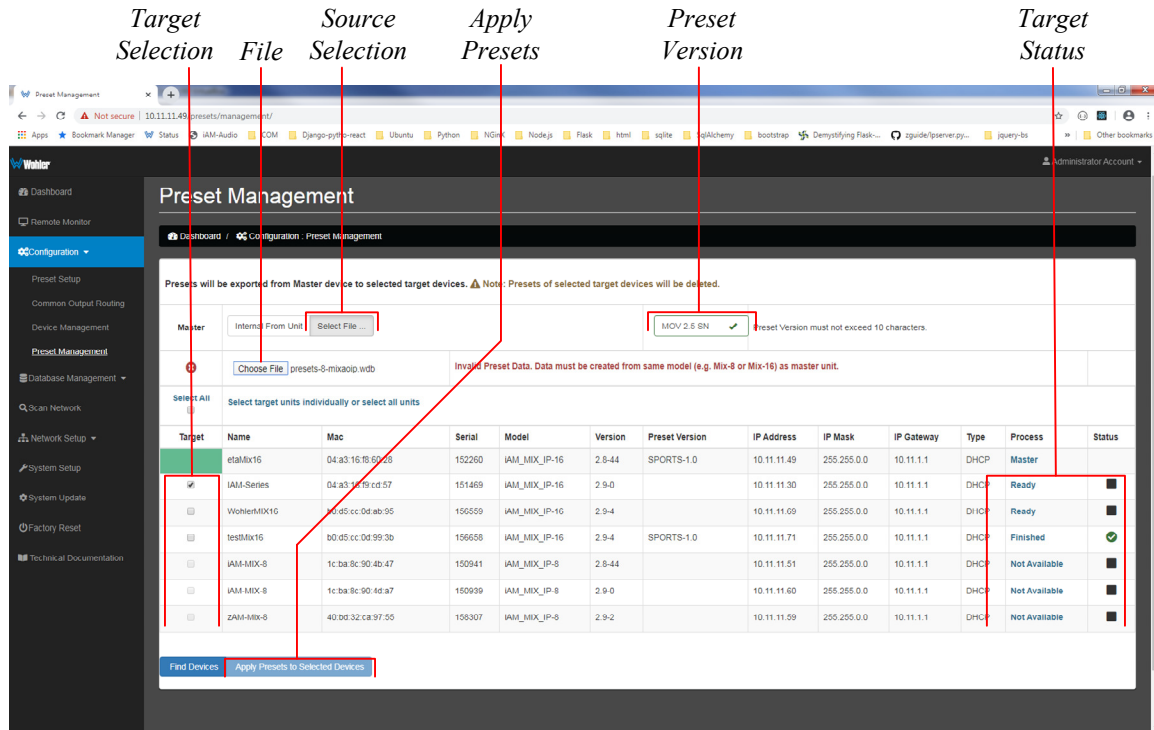 Target Selection
File
Source Selection
Apply Presets
Preset Version
Target Status
Preset Management
Not secure | 10.11.11.49/presets/management/
Apps Bookmark Manager Status iAM-Audio COM Django-pytho-react Ubuntu Python NGinX Node.js Flask html sqlite SqlAlchemy bootstrap Demystifying Flask-... zguide/lpserver.py... jquery-bs » Other bookmarks
Wohler
Administrator Account
Dashboard
Remote Monitor
Configuration
Preset Setup
Common Output Routing
Device Management
Preset Management
Database Management
Scan Network
Network Setup
System Setup
System Update
Factory Reset
Technical Documentation
Preset Management
Dashboard / Configuration : Preset Management
Presets will be exported from Master device to selected target devices. Note: Presets of selected target devices will be deleted.
Master Internal From Unit Select File ... MOV 2.5 SN Preset Version must not exceed 10 characters.
Choose File presets-8-mixaoip.wdb Invalid Preset Data. Data must be created from same model (e.g. Mix-8 or Mix-16) as master unit.
Select All Select target units individually or select all units
Target Name Mac Serial Model Version Preset Version IP Address IP Mask IP Gateway Type Process Status
etaMix16 04:a3:16:f8:60:28 152260 iAM_MIX_IP-16 2.8-44 SPORTS-1.0 10.11.11.49 255.255.0.0 10.11.1.1 DHCP Master
IAM-Series 04:a3:16:f9:cd:57 151469 iAM_MIX_IP-16 2.9-0 10.11.11.30 255.255.0.0 10.11.1.1 DHCP Ready
WohlerMIX16 b0:d5:cc:0d:ab:95 156559 iAM_MIX_IP-16 2.9-4 10.11.11.69 255.255.0.0 10.11.1.1 DHCP Ready
testMix16 b0:d5:cc:0d:99:3b 156658 iAM_MIX_IP-16 2.9-4 SPORTS-1.0 10.11.11.71 255.255.0.0 10.11.1.1 DHCP Finished
iAM-MIX-8 1c:ba:8c:90:4b:47 150941 iAM_MIX_IP-8 2.8-44 10.11.11.51 255.255.0.0 10.11.1.1 DHCP Not Available
iAM-MIX-8 1c:ba:8c:90:4d:a7 150939 iAM_MIX_IP-8 2.9-0 10.11.11.60 255.255.0.0 10.11.1.1 DHCP Not Available
zAM-Mix-8 40:bd:32:ca:97:55 158307 iAM_MIX_IP-8 2.9-2 10.11.11.59 255.255.0.0 10.11.1.1 DHCP Not Available
Find Devices Apply Presets to Selected Devices